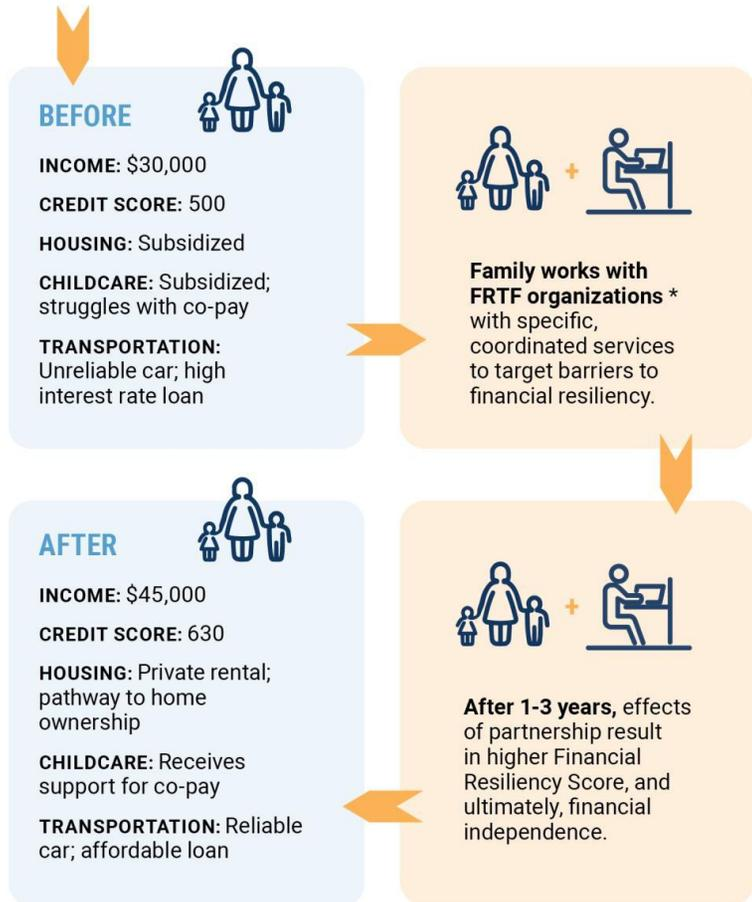 BEFORE
INCOME: $30,000
CREDIT SCORE: 500
HOUSING: Subsidized
CHILDCARE: Subsidized;
struggles with co-pay
TRANSPORTATION:
Unreliable car; high
interest rate loan
+
Family works with
FRTF organizations *
with specific,
coordinated services
to target barriers to
financial resiliency.
+
After 1-3 years, effects
of partnership result
in higher Financial
Resiliency Score, and
ultimately, financial
independence.
AFTER
INCOME: $45,000
CREDIT SCORE: 630
HOUSING: Private rental;
pathway to home
ownership
CHILDCARE: Receives
support for co-pay
TRANSPORTATION: Reliable
car; affordable loan